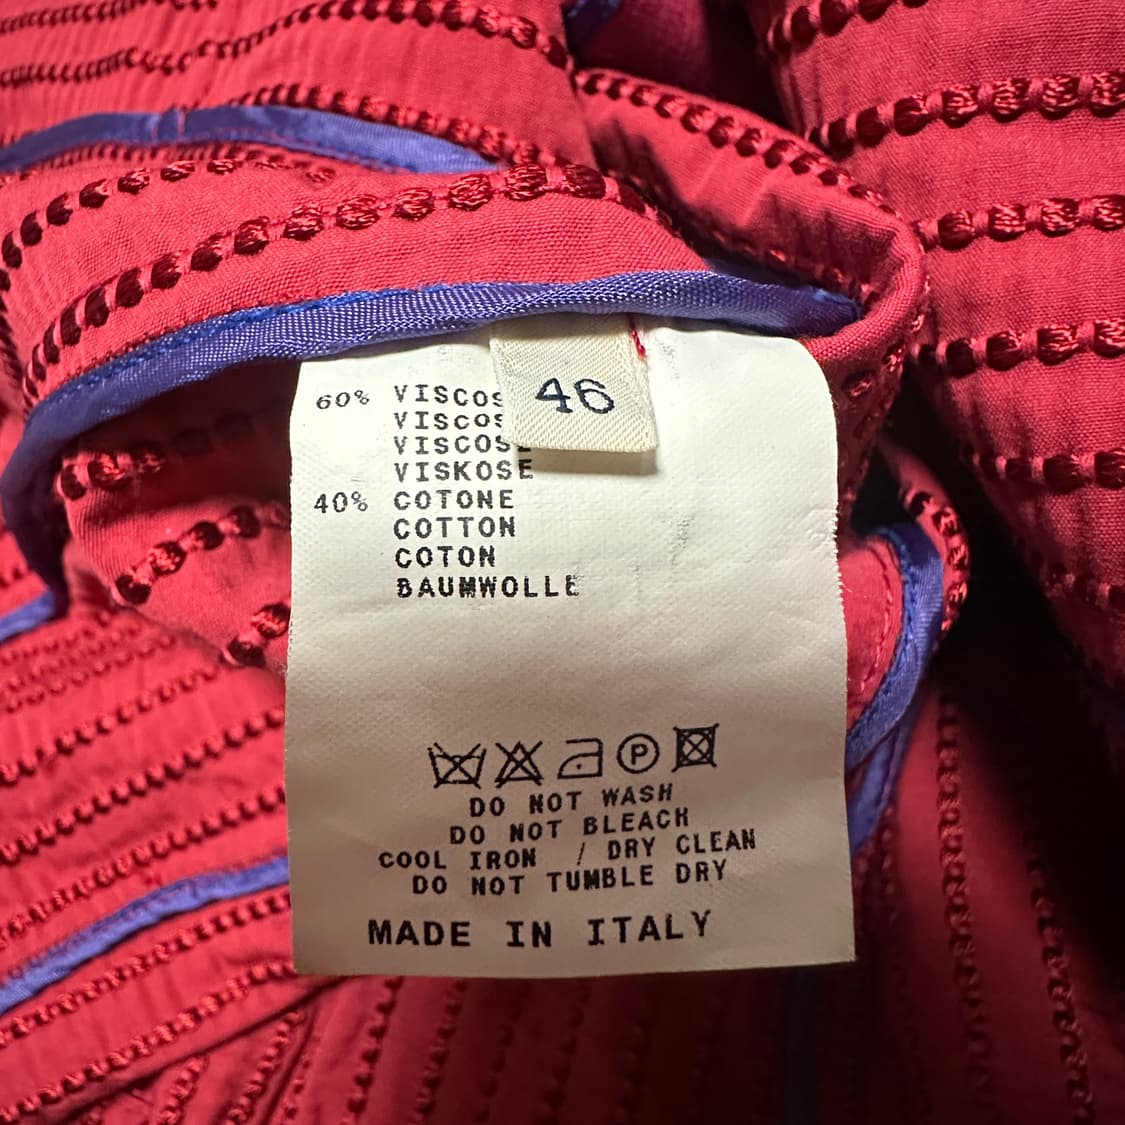 46
60% VISCOS
VISCOS
VISCOS
VISKOSE
40% COTONE
COTTON
COTON
BAUMWOLLE
P
DO NOT WASH
DO NOT BLEACH
COOL IRON / DRY CLEAN
DO NOT TUMBLE DRY
MADE IN ITALY